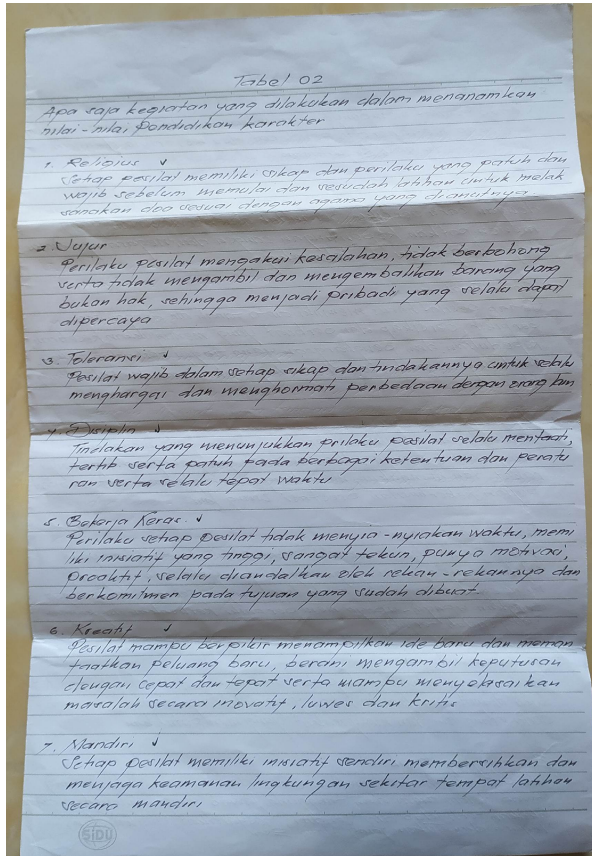 Tabel 02
Apa saja kegiatan yang dilakukan dalam menanamkan
nilai-nilai pendidikan karakter
1. Religius ✓
Setiap pesilat memiliki sikap dan perilaku yang patuh dan
wajib sebelum memulai dan sesudah latihan untuk melak
sanakan doa sesuai dengan agama yang dianutnya
2. Jujur
Perilaku pesilat mengakui kesalahan, tidak berbohong
serta tidak mengambil dan mengembalikan barang yang
bukan hak, sehingga menjadi pribadi yang selalu dapat
dipercaya
3. Toleransi ✓
Pesilat wajib dalam setiap sikap dan tindakannya untuk selalu
menghargai dan menghormati perbedaan dengan orang lain
4. Disiplin ✓
Tindakan yang menunjukkan prilaku pesilat selalu mentaati,
tertib serta patuh pada berbagai ketentuan dan peratu
ran serta selalu tepat waktu
5. Bekerja Keras. ✓
Perilaku setiap pesilat tidak menyia-nyiakan waktu, memi
liki inisiatif yang tinggi, sangat tekun, punya motivasi,
proaktif, selalu diandalkan oleh rekan-rekannya dan
berkomitmen pada tujuan yang sudah dibuat.
6. Kreatif ✓
Pesilat mampu berpikir menampilkan ide baru dan meman
faatkan peluang baru, berani mengambil keputusan
dengan cepat dan tepat serta mampu menyelesaikan
masalah secara inovatif, luwes dan kritis
7. Mandiri ✓
Setiap pesilat memiliki inisiatif sendiri membersihkan dan
menjaga keamanan lingkungan sekitar tempat latihan
secara mandiri
SIDU